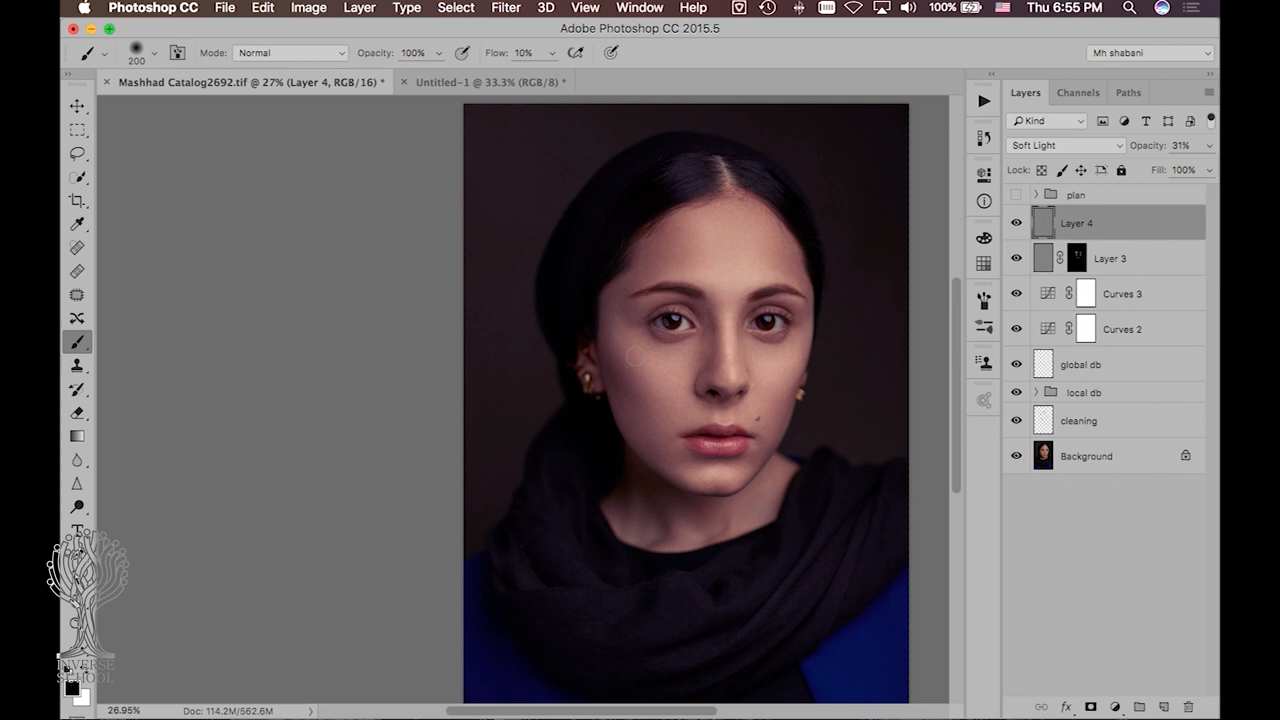 Photoshop CC File Edit Image Layer Type Select Filter 3D View Window Help 100% Thu 6:55 PM
Adobe Photoshop CC 2015.5
200 Mode: Normal Opacity: 100% Flow: 10% Mh shabani
Mashhad Catalog2692.tif @ 27% (Layer 4, RGB/16) * Untitled-1 @ 33.3% (RGB/8) *
Layers Channels Paths
Kind
Soft Light Opacity: 31%
Lock: Fill: 100%
plan
Layer 4
Layer 3
Curves 3
Curves 2
global db
local db
cleaning
Background
INVERSE
SCHOOL
26.95% Doc: 114.2M/562.6M